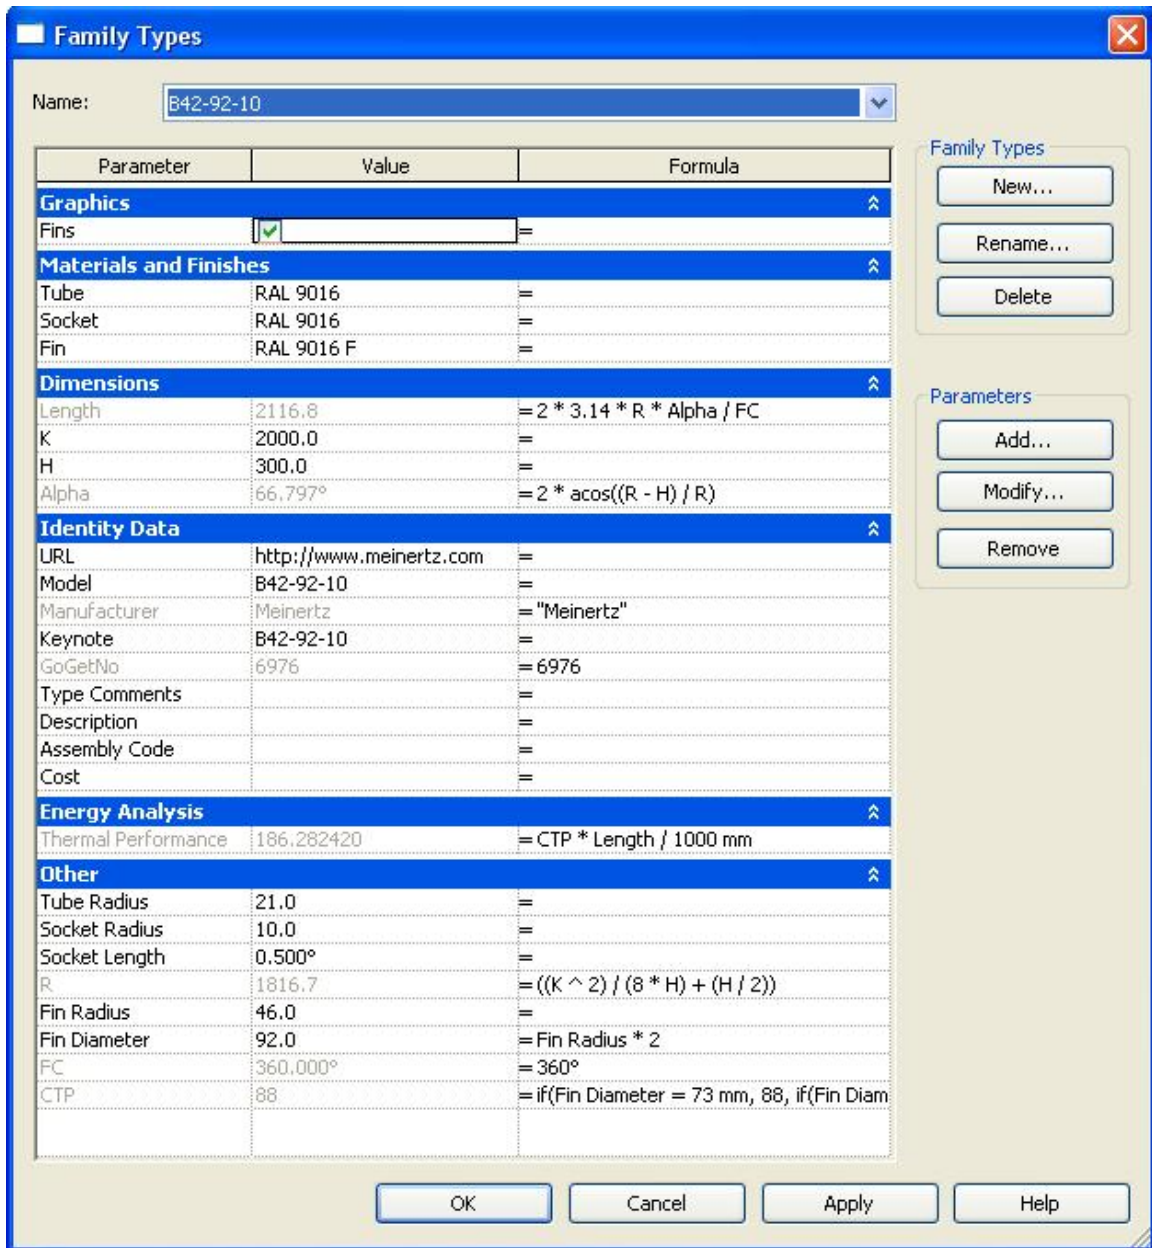 Family Types
Name: B42-92-10
Parameter Value Formula
Graphics
Fins =
Materials and Finishes
Tube RAL 9016 =
Socket RAL 9016 =
Fin RAL 9016 F =
Dimensions
Length 2116.8 = 2 * 3.14 * R * Alpha / FC
K 2000.0 =
H 300.0 =
Alpha 66.797° = 2 * acos((R - H) / R)
Identity Data
URL http://www.meinertz.com =
Model B42-92-10 =
Manufacturer Meinertz = "Meinertz"
Keynote B42-92-10 =
GoGetNo 6976 = 6976
Type Comments =
Description =
Assembly Code =
Cost =
Energy Analysis
Thermal Performance 186.282420 = CTP * Length / 1000 mm
Other
Tube Radius 21.0 =
Socket Radius 10.0 =
Socket Length 0.500° =
R 1816.7 = ((K ^ 2) / (8 * H) + (H / 2))
Fin Radius 46.0 =
Fin Diameter 92.0 = Fin Radius * 2
FC 360.000° = 360°
CTP 88 = if(Fin Diameter = 73 mm, 88, if(Fin Diam
Family Types
New...
Rename...
Delete
Parameters
Add...
Modify...
Remove
OK Cancel Apply Help